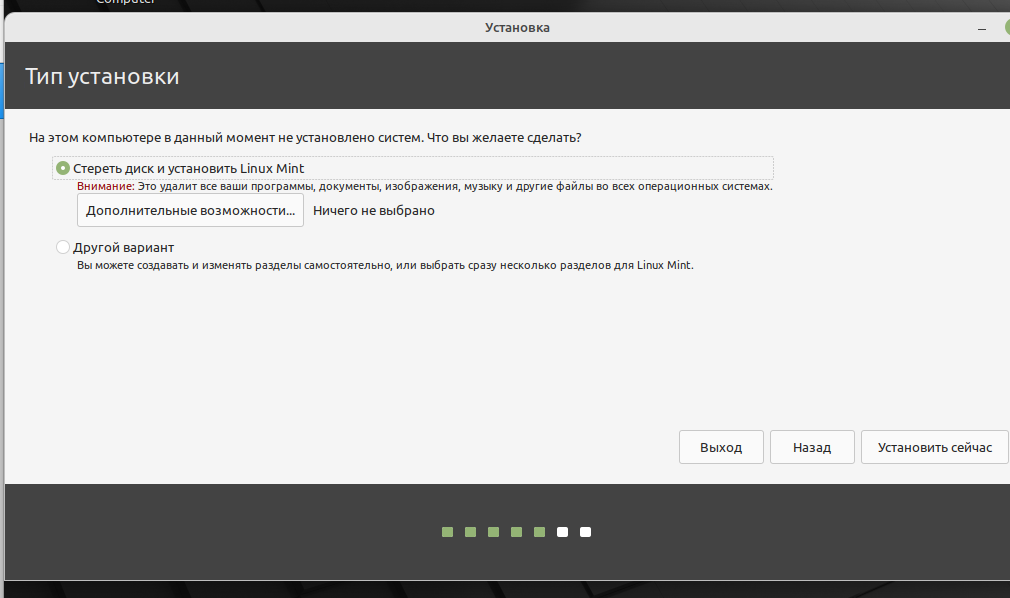 Computer
Установка
Тип установки
На этом компьютере в данный момент не установлено систем. Что вы желаете сделать?
Стереть диск и установить Linux Mint
Внимание: Это удалит все ваши программы, документы, изображения, музыку и другие файлы во всех операционных системах.
Дополнительные возможности... Ничего не выбрано
Другой вариант
Вы можете создавать и изменять разделы самостоятельно, или выбрать сразу несколько разделов для Linux Mint.
Выход Назад Установить сейчас